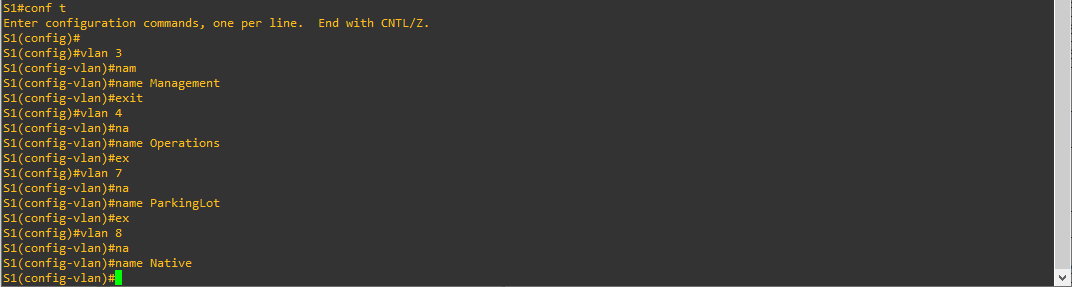 S1#conf t
Enter configuration commands, one per line.  End with CNTL/Z.
S1(config)#
S1(config)#vlan 3
S1(config-vlan)#nam
S1(config-vlan)#name Management
S1(config-vlan)#exit
S1(config)#vlan 4
S1(config-vlan)#na
S1(config-vlan)#name Operations
S1(config-vlan)#ex
S1(config)#vlan 7
S1(config-vlan)#na
S1(config-vlan)#name ParkingLot
S1(config-vlan)#ex
S1(config)#vlan 8
S1(config-vlan)#na
S1(config-vlan)#name Native
S1(config-vlan)#